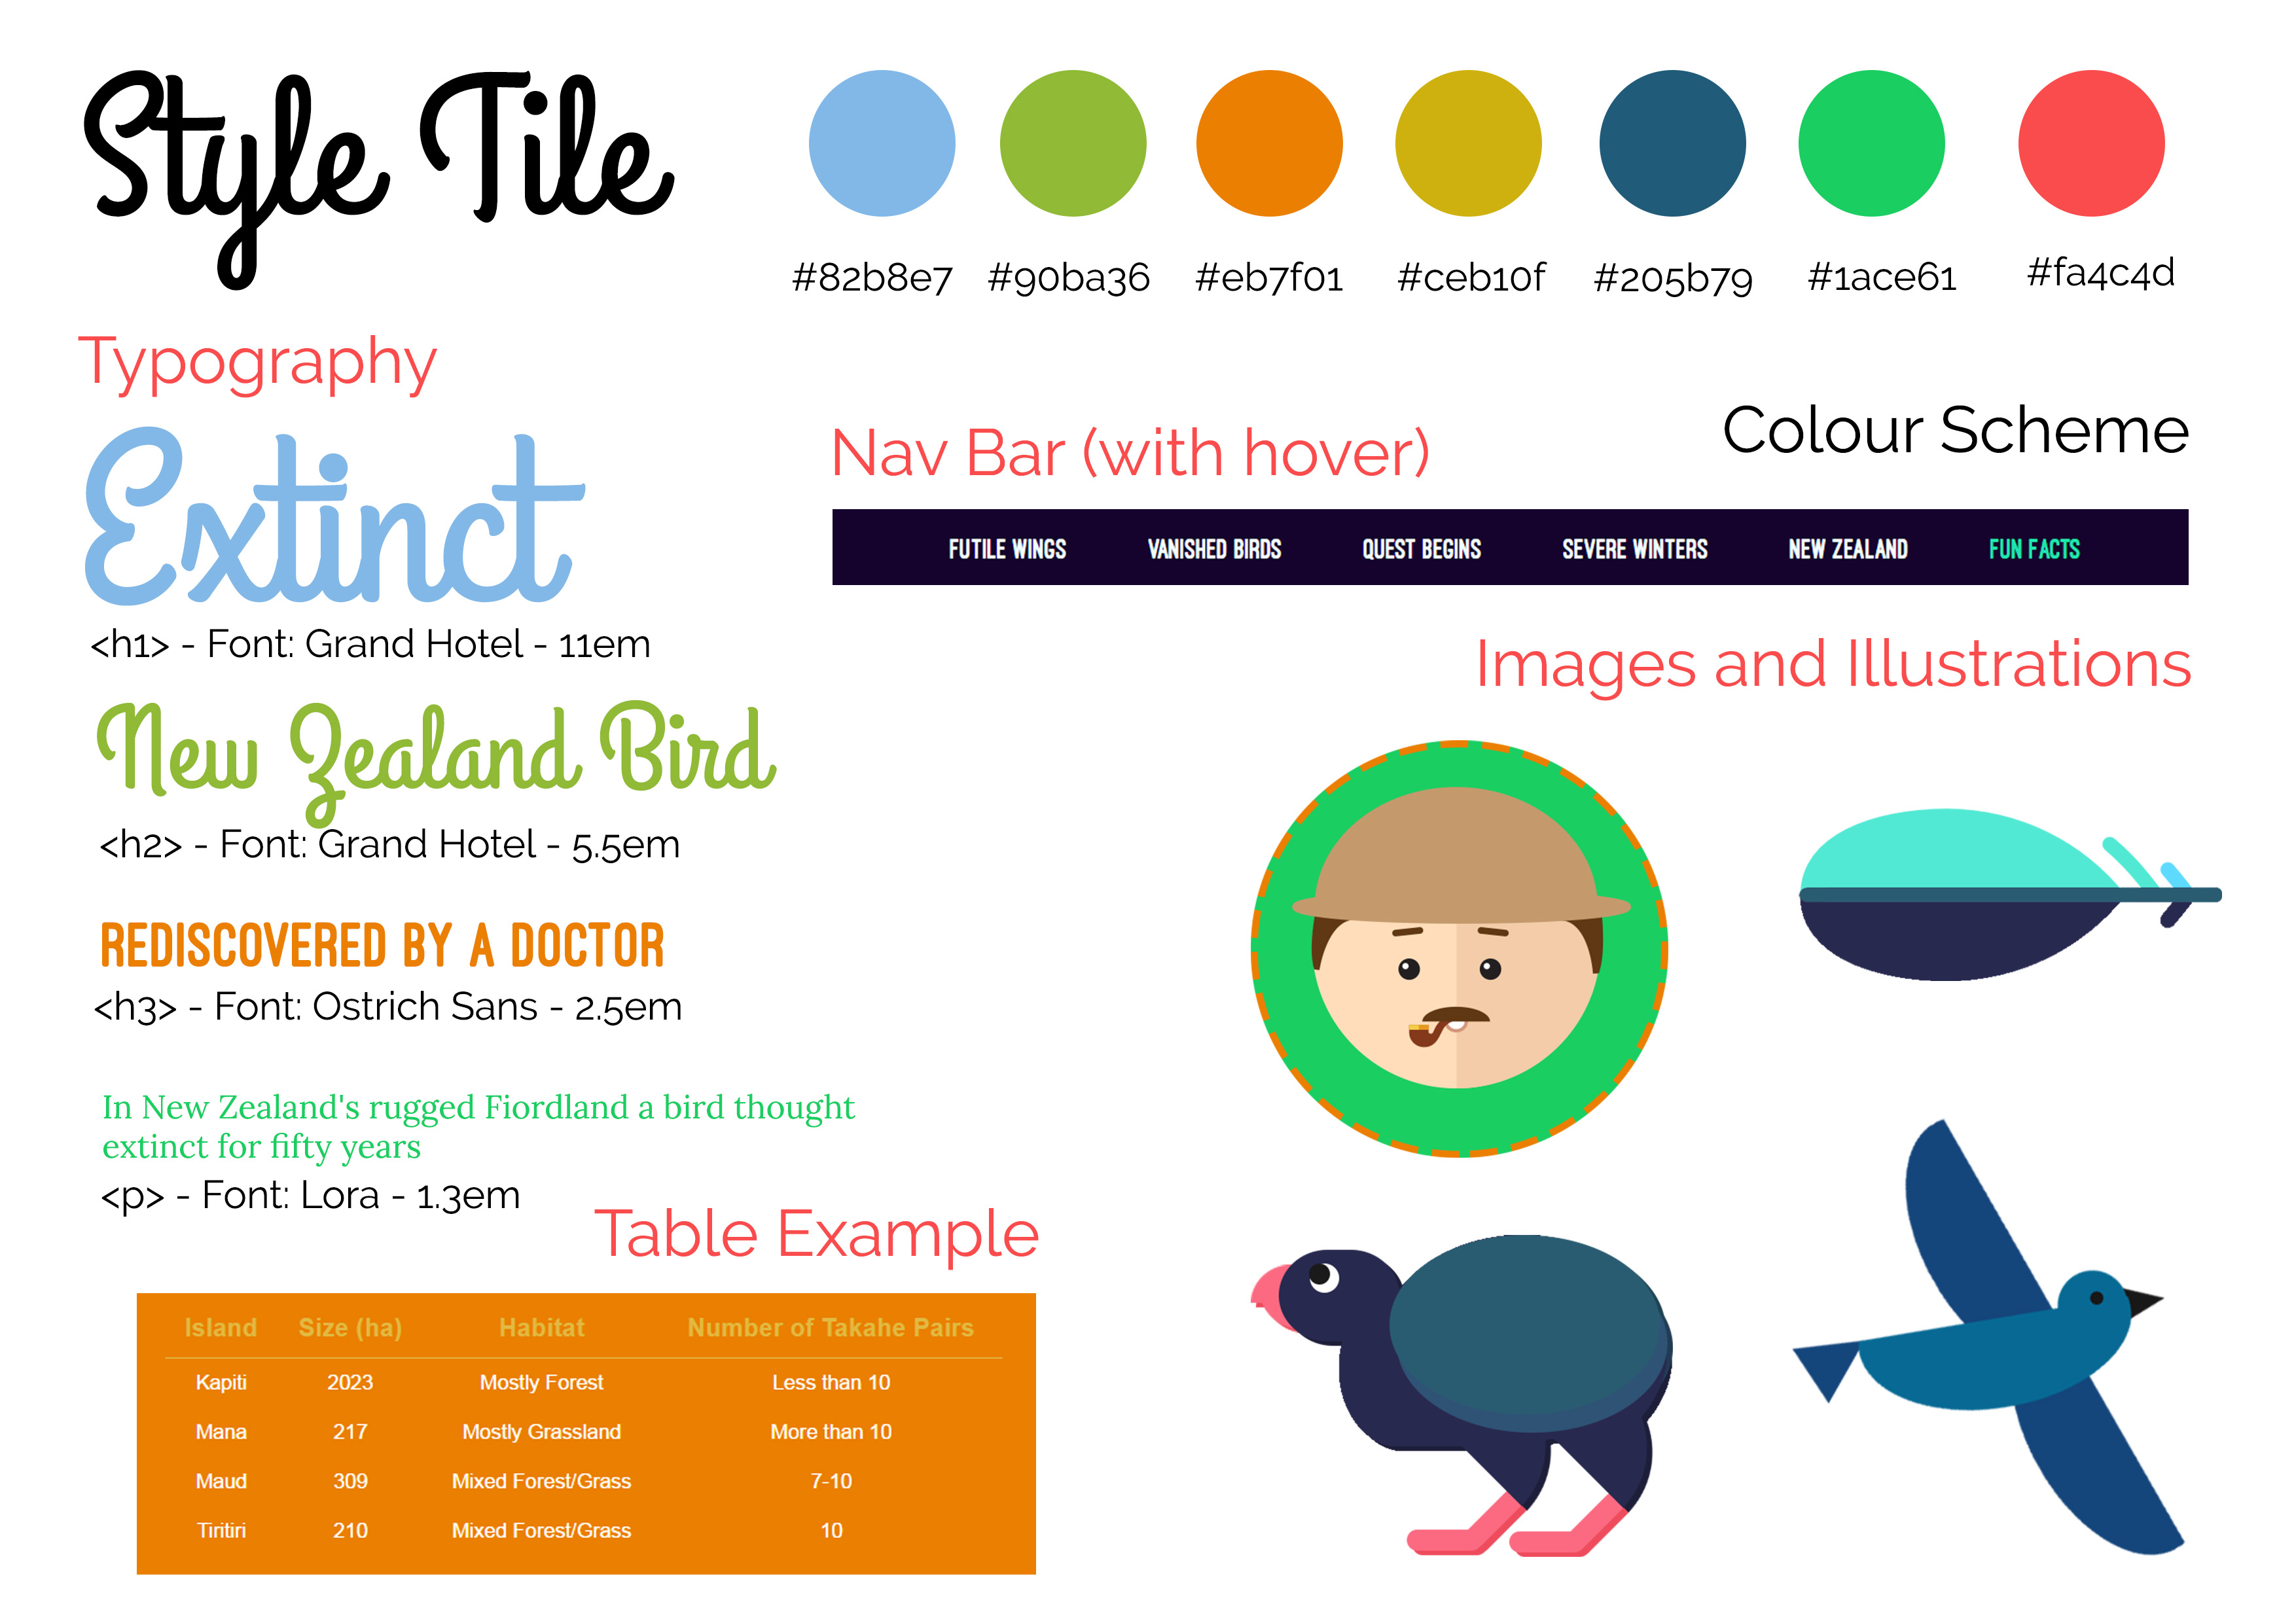 Style Tile
#82b8e7 #90ba36 #eb7f01 #ceb10f #205b79 #1ace61 #fa4c4d
Colour Scheme
Typography
Extinct
<h1> - Font: Grand Hotel - 11em
New Zealand Bird
<h2> - Font: Grand Hotel - 5.5em
REDISCOVERED BY A DOCTOR
<h3> - Font: Ostrich Sans - 2.5em
In New Zealand's rugged Fiordland a bird thought
extinct for fifty years
<p> - Font: Lora - 1.3em
Nav Bar (with hover)
FUTILE WINGS VANISHED BIRDS QUEST BEGINS SEVERE WINTERS NEW ZEALAND FUN FACTS
Images and Illustrations
Table Example
Island Size (ha) Habitat Number of Takahe Pairs
Kapiti 2023 Mostly Forest Less than 10
Mana 217 Mostly Grassland More than 10
Maud 309 Mixed Forest/Grass 7-10
Tiritiri 210 Mixed Forest/Grass 10